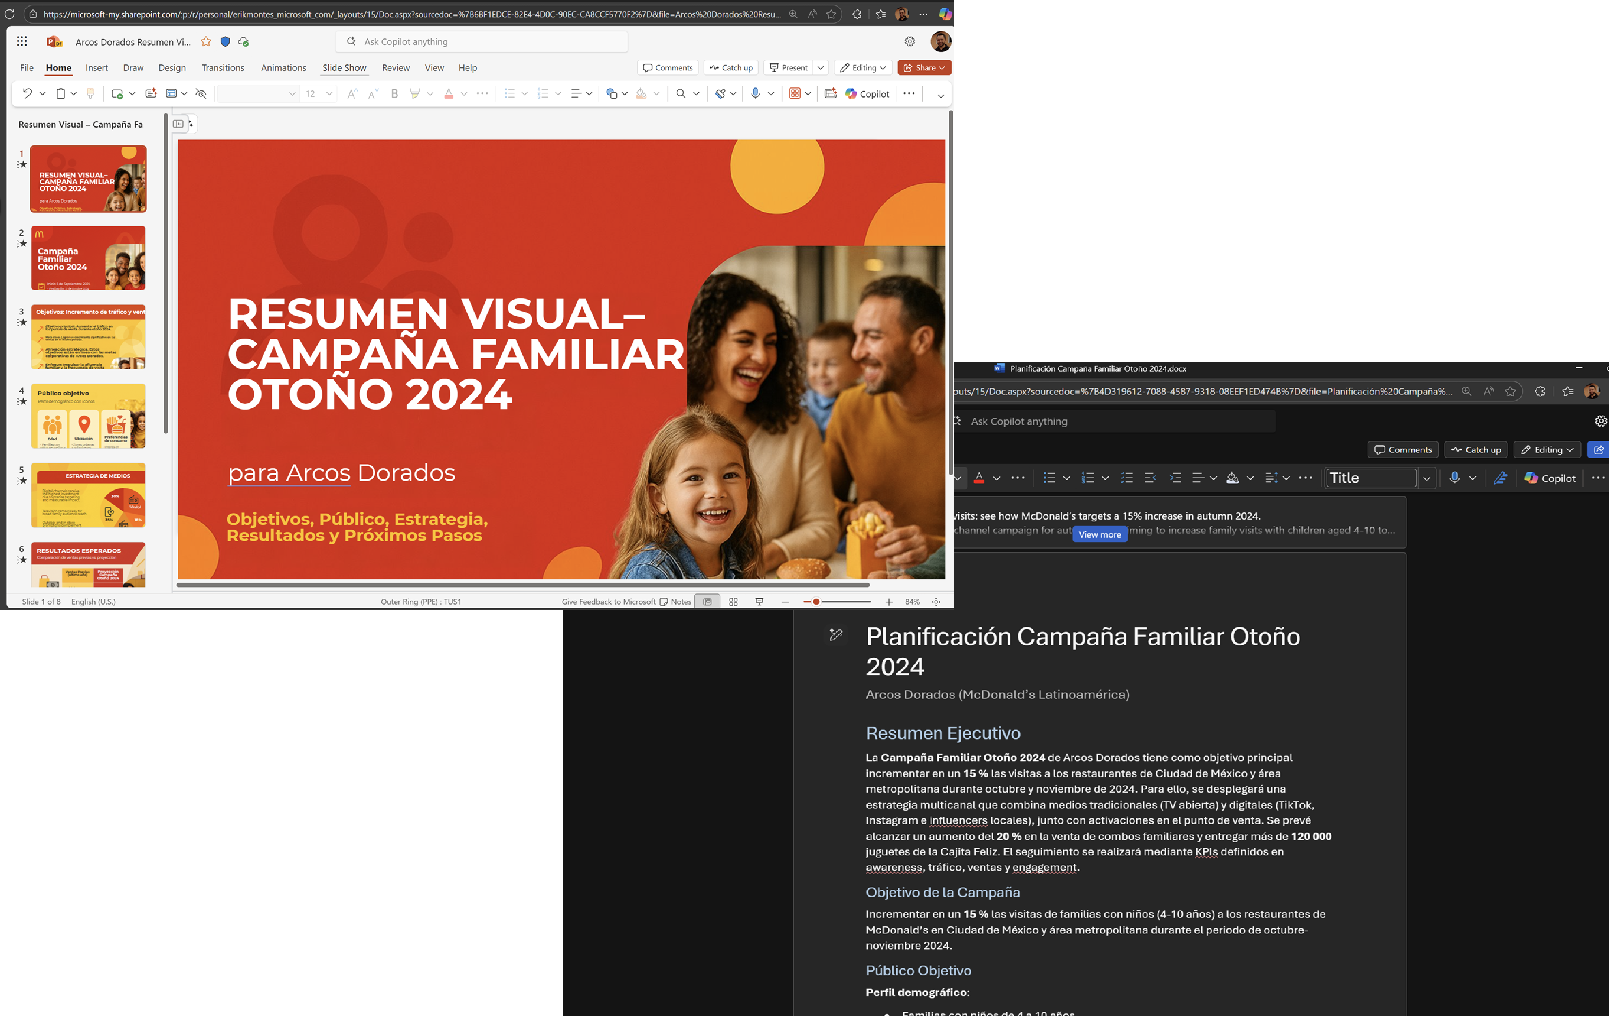 https://microsoft-my.sharepoint.com/:p:/r/personal/erikmontes_microsoft_com/_layouts/15/Doc.aspx?sourcedoc=%7B6BF1EDCE-82E4-4D0C-90EC-CA8CCF5770F2%7D&file=Arcos%20Dorados%20Resu...
Arcos Dorados Resumen Vi...
Ask Copilot anything
File Home Insert Draw Design Transitions Animations Slide Show Review View Help
Comments Catch up Present Editing Share
12 B Copilot
Resumen Visual – Campaña Fa
1
RESUMEN VISUAL–
CAMPAÑA FAMILIAR
OTOÑO 2024
para Arcos Dorados
2
Campaña
Familiar
Otoño 2024
3
Objetivos: Incremento de tráfico y vent
4
Público objetivo
5
ESTRATEGIA DE MEDIOS
6
RESULTADOS ESPERADOS
RESUMEN VISUAL–
CAMPAÑA FAMILIAR
OTOÑO 2024
para Arcos Dorados
Objetivos, Público, Estrategia,
Resultados y Próximos Pasos
Slide 1 of 8 English (U.S.) Outer Ring (PPE) : TUS1 Give Feedback to Microsoft Notes 84%
Planificación Campaña Familiar Otoño 2024.docx
outs/15/Doc.aspx?sourcedoc=%7B4D319612-7088-4587-9318-08EEF1ED474B%7D&file=Planificación%20Campaña%...
Ask Copilot anything
Comments Catch up Editing
Title Copilot
visits: see how McDonald's targets a 15% increase in autumn 2024.
channel campaign for aut View more ming to increase family visits with children aged 4-10 to...
Planificación Campaña Familiar Otoño
2024
Arcos Dorados (McDonald's Latinoamérica)
Resumen Ejecutivo
La Campaña Familiar Otoño 2024 de Arcos Dorados tiene como objetivo principal
incrementar en un 15 % las visitas a los restaurantes de Ciudad de México y área
metropolitana durante octubre y noviembre de 2024. Para ello, se desplegará una
estrategia multicanal que combina medios tradicionales (TV abierta) y digitales (TikTok,
Instagram e influencers locales), junto con activaciones en el punto de venta. Se prevé
alcanzar un aumento del 20 % en la venta de combos familiares y entregar más de 120 000
juguetes de la Cajita Feliz. El seguimiento se realizará mediante KPIs definidos en
awareness, tráfico, ventas y engagement.
Objetivo de la Campaña
Incrementar en un 15 % las visitas de familias con niños (4-10 años) a los restaurantes de
McDonald's en Ciudad de México y área metropolitana durante el periodo de octubre-
noviembre 2024.
Público Objetivo
Perfil demográfico:
Familias con niños de 4 a 10 años